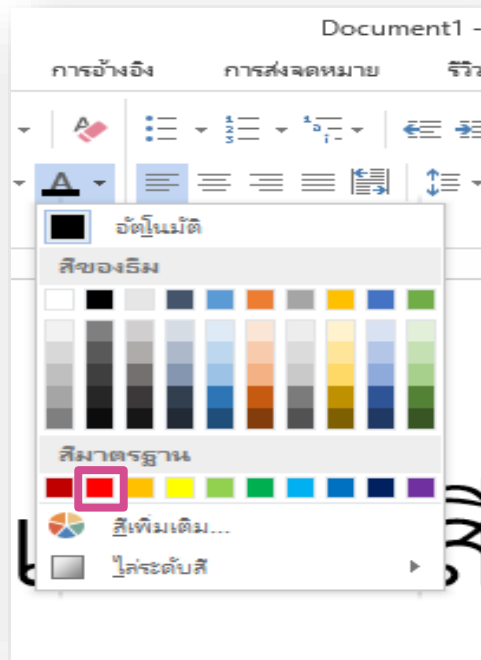 Document1 -
การอ้างอิง การส่งจดหมาย รีวิว
อัตโนมัติ
สีของธีม
สีมาตรฐาน
สีเพิ่มเติม...
ไล่ระดับสี